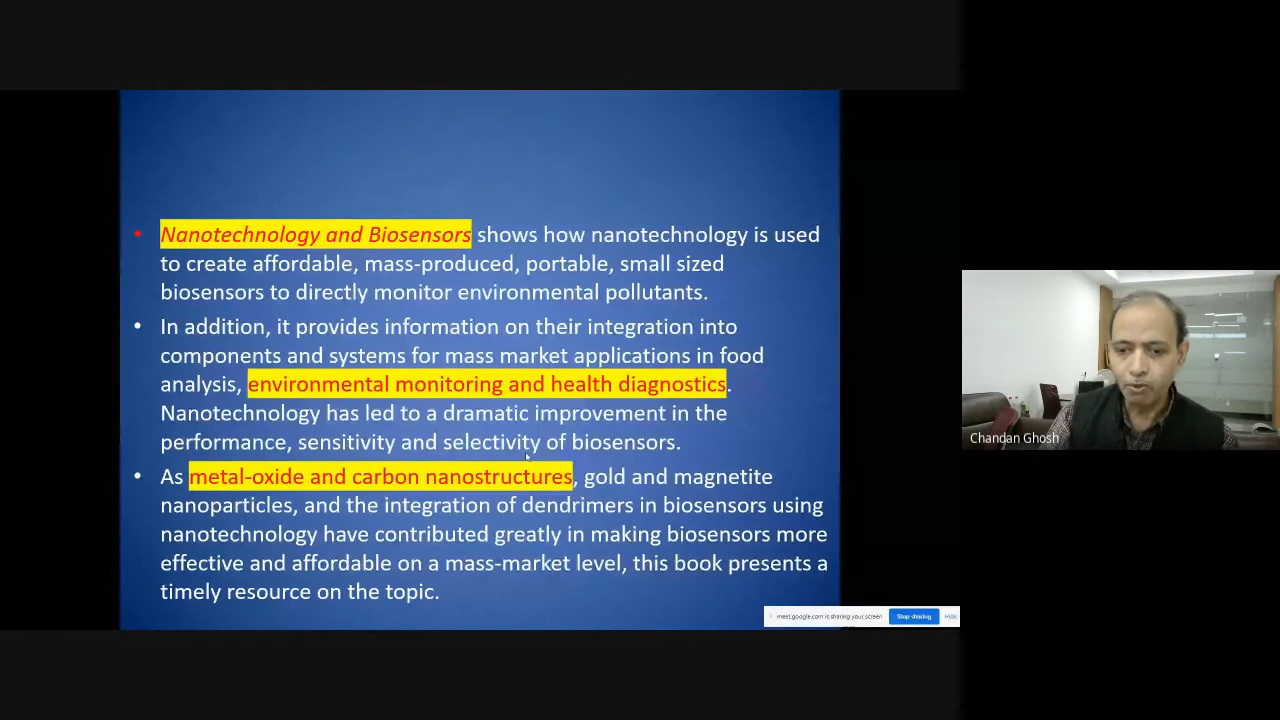 • Nanotechnology and Biosensors shows how nanotechnology is used
to create affordable, mass-produced, portable, small sized
biosensors to directly monitor environmental pollutants.
• In addition, it provides information on their integration into
components and systems for mass market applications in food
analysis, environmental monitoring and health diagnostics.
Nanotechnology has led to a dramatic improvement in the
performance, sensitivity and selectivity of biosensors.
• As metal-oxide and carbon nanostructures, gold and magnetite
nanoparticles, and the integration of dendrimers in biosensors using
nanotechnology have contributed greatly in making biosensors more
effective and affordable on a mass-market level, this book presents a
timely resource on the topic.
meet.google.com is sharing your screen Stop sharing Hide
Chandan Ghosh